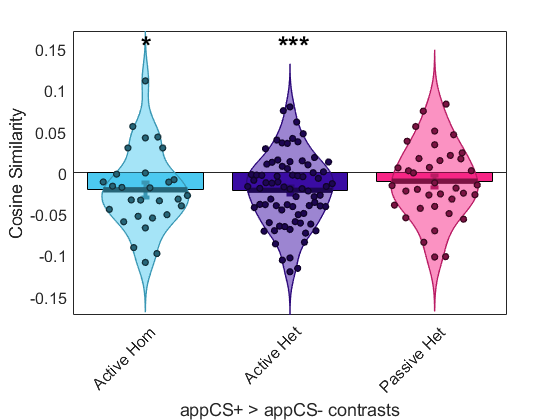 * ***
0.15
0.1
0.05
0
-0.05
-0.1
-0.15
Cosine Similarity
Active Hom
Active Het
Passive Het
appCS+ > appCS- contrasts